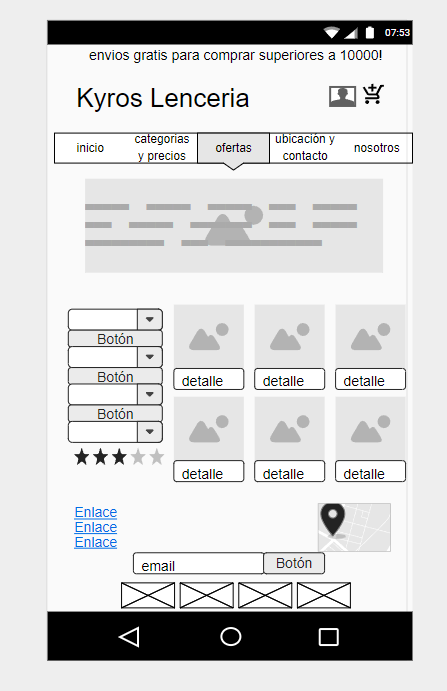 07:53
envios gratis para comprar superiores a 10000!
Kyros Lenceria
inicio
categorias
y precios
ofertas
ubicación y
contacto
nosotros
Botón
Botón
Botón
detalle
detalle
detalle
detalle
detalle
detalle
Enlace
Enlace
Enlace
email
Botón